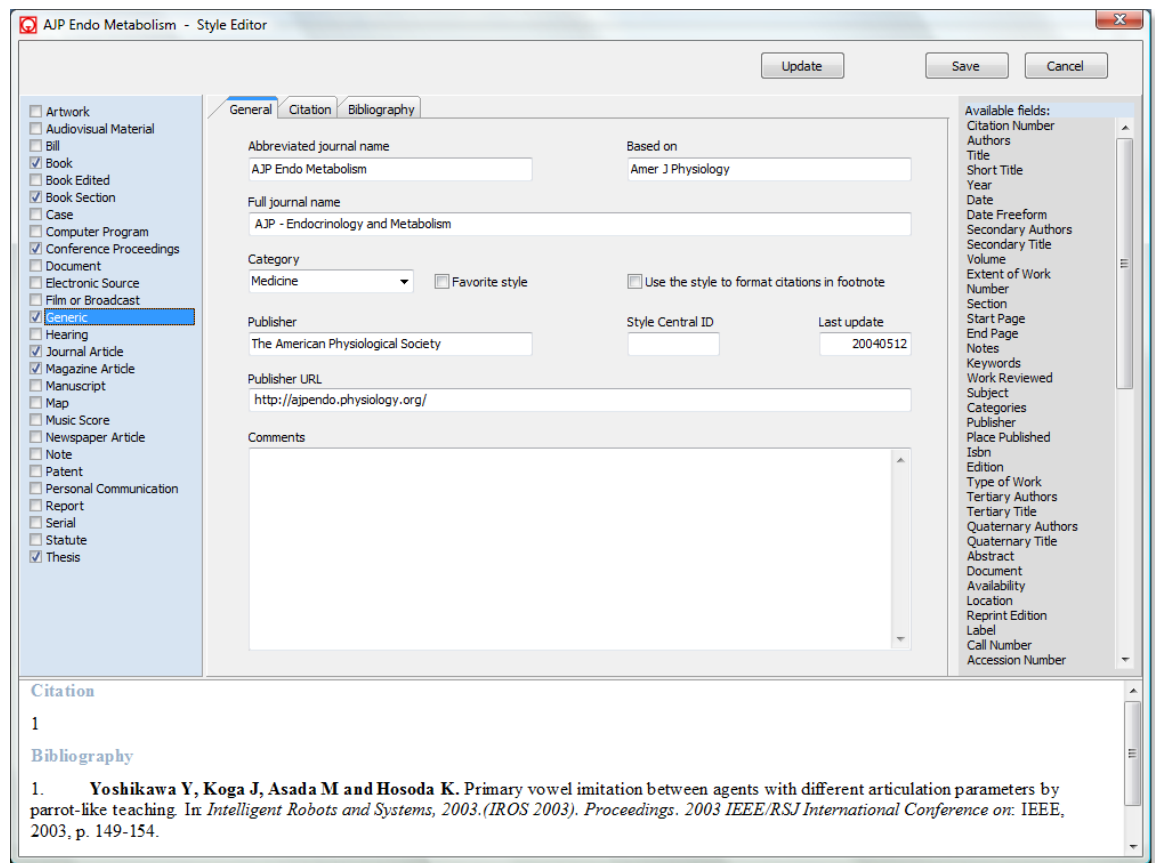 AJP Endo Metabolism - Style Editor
Update
Save
Cancel
Artwork
Audiovisual Material
Bill
Book
Book Edited
Book Section
Case
Computer Program
Conference Proceedings
Document
Electronic Source
Film or Broadcast
Generic
Hearing
Journal Article
Magazine Article
Manuscript
Map
Music Score
Newspaper Article
Note
Patent
Personal Communication
Report
Serial
Statute
Thesis
General Citation Bibliography
Abbreviated journal name
AJP Endo Metabolism
Based on
Amer J Physiology
Full journal name
AJP - Endocrinology and Metabolism
Category
Medicine
Favorite style
Use the style to format citations in footnote
Publisher
The American Physiological Society
Style Central ID
Last update
20040512
Publisher URL
http://ajpendo.physiology.org/
Comments
Available fields:
Citation Number
Authors
Title
Short Title
Year
Date
Date Freeform
Secondary Authors
Secondary Title
Volume
Extent of Work
Number
Section
Start Page
End Page
Notes
Keywords
Work Reviewed
Subject
Categories
Publisher
Place Published
Isbn
Edition
Type of Work
Tertiary Authors
Tertiary Title
Quaternary Authors
Quaternary Title
Abstract
Document
Availability
Location
Reprint Edition
Label
Call Number
Accession Number
Citation
1
Bibliography
1. Yoshikawa Y, Koga J, Asada M and Hosoda K. Primary vowel imitation between agents with different articulation parameters by
parrot-like teaching. In: Intelligent Robots and Systems, 2003.(IROS 2003). Proceedings. 2003 IEEE/RSJ International Conference on: IEEE,
2003, p. 149-154.